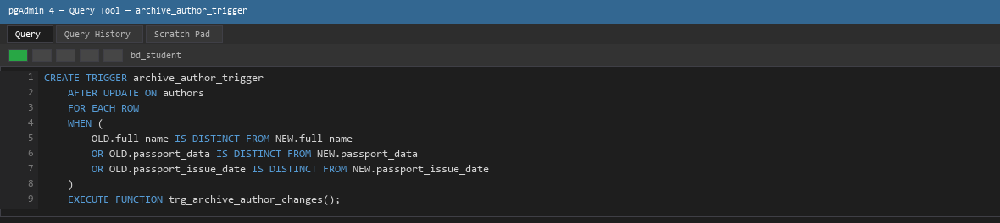 pgAdmin 4 — Query Tool — archive_author_trigger
Query Query History Scratch Pad
bd_student
1 CREATE TRIGGER archive_author_trigger
2 AFTER UPDATE ON authors
3 FOR EACH ROW
4 WHEN (
5 OLD.full_name IS DISTINCT FROM NEW.full_name
6 OR OLD.passport_data IS DISTINCT FROM NEW.passport_data
7 OR OLD.passport_issue_date IS DISTINCT FROM NEW.passport_issue_date
8 )
9 EXECUTE FUNCTION trg_archive_author_changes();